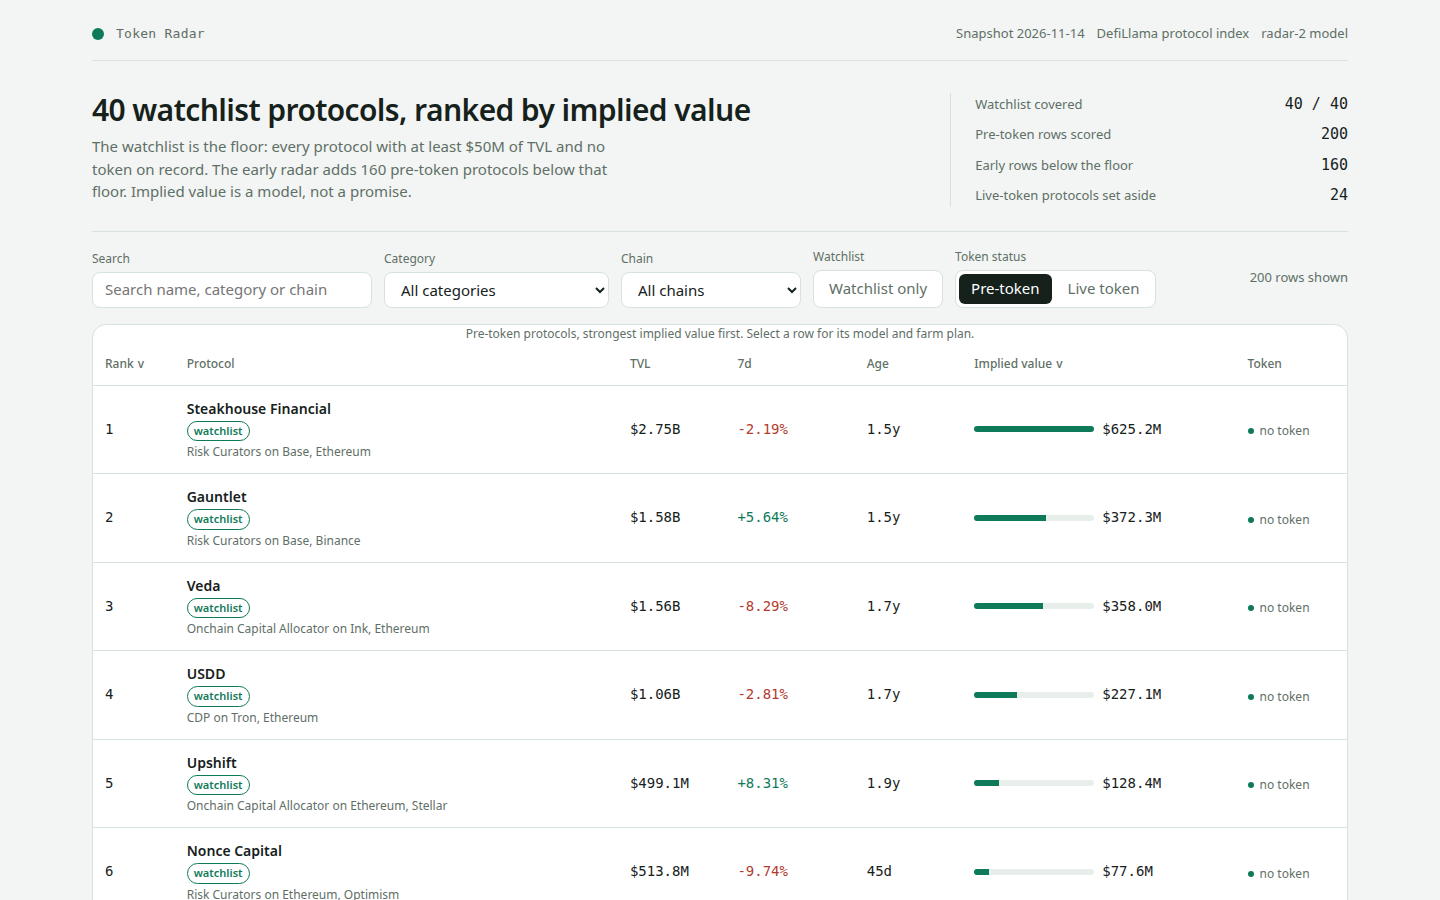 Token Radar
Snapshot 2026-11-14 DefiLlama protocol index radar-2 model
40 watchlist protocols, ranked by implied value
The watchlist is the floor: every protocol with at least $50M of TVL and no
token on record. The early radar adds 160 pre-token protocols below that
floor. Implied value is a model, not a promise.
Watchlist covered 40 / 40
Pre-token rows scored 200
Early rows below the floor 160
Live-token protocols set aside 24
Search Category Chain Watchlist Token status
Search name, category or chain All categories All chains Watchlist only Pre-token Live token 200 rows shown
Pre-token protocols, strongest implied value first. Select a row for its model and farm plan.
Rank v Protocol TVL 7d Age Implied value v Token
Steakhouse Financial
1 watchlist $2.75B -2.19% 1.5y $625.2M no token
Risk Curators on Base, Ethereum
Gauntlet
2 watchlist $1.58B +5.64% 1.5y $372.3M no token
Risk Curators on Base, Binance
Veda
3 watchlist $1.56B -8.29% 1.7y $358.0M no token
Onchain Capital Allocator on Ink, Ethereum
USDD
4 watchlist $1.06B -2.81% 1.7y $227.1M no token
CDP on Tron, Ethereum
Upshift
5 watchlist $499.1M +8.31% 1.9y $128.4M no token
Onchain Capital Allocator on Ethereum, Stellar
Nonce Capital
6 watchlist $513.8M -9.74% 45d $77.6M no token
Risk Curators on Ethereum, Optimism